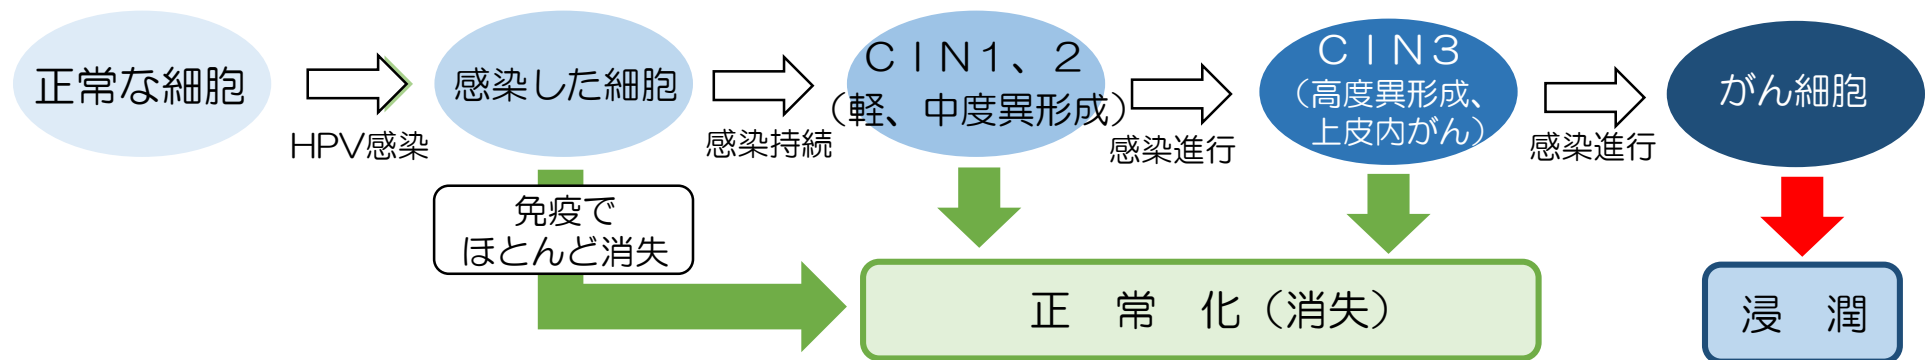 正常な細胞
HPV感染
感染した細胞
感染持続
ＣＩＮ１、２
（軽、中度異形成）
感染進行
ＣＩＮ３
（高度異形成、
上皮内がん）
感染進行
がん細胞
免疫で
ほとんど消失
正　常　化（消失）
浸　潤